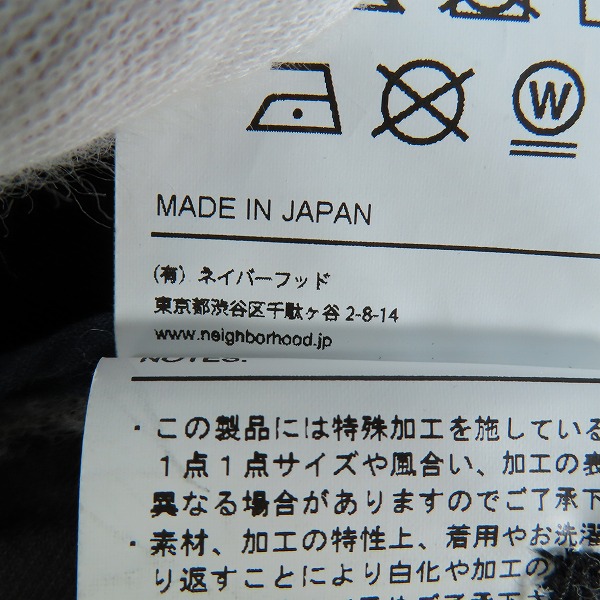 W
MADE IN JAPAN
(有) ネイバーフッド
東京都渋谷区千駄ヶ谷 2-8-14
www.neighborhood.jp
NOTES:
・この製品には特殊加工を施している
１点１点サイズや風合い、加工の表
異なる場合がありますのでご了承下
・素材、加工の特性上、着用やお洗濯
り返すことにより白化や加工の